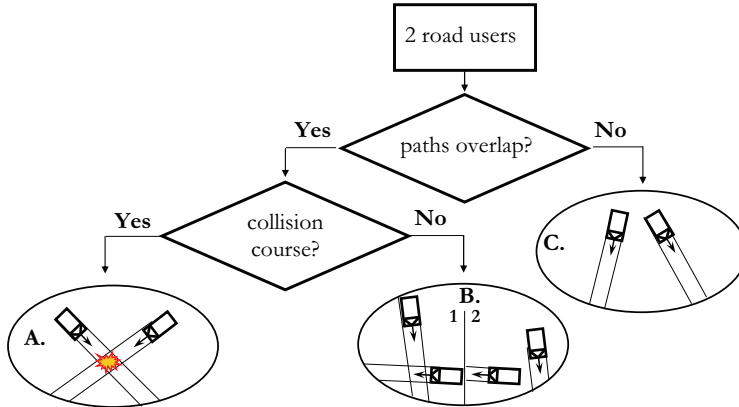 2 road users
Yes
No
paths overlap?
Yes
No
collision
course?
C.
A.
B.
1 2